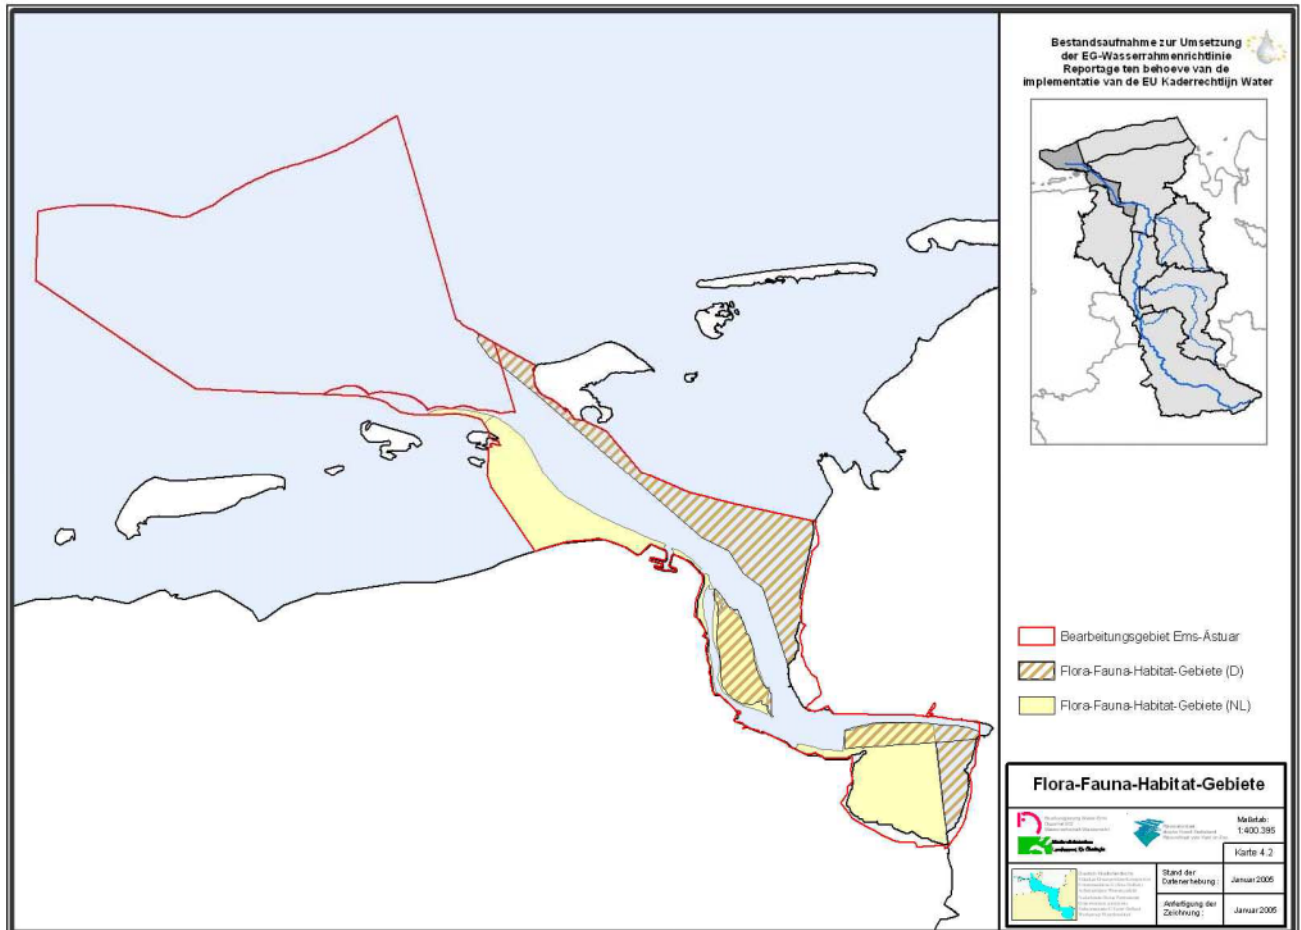 Bestandsaufnahme zur Umsetzung
der EG-Wasserrahmenrichtlinie
Reportage ten behoeve van de
implementatie van de EU Kaderrechtlijn Water
Bearbeitungsgebiet Ems-Ästuar
Flora-Fauna-Habitat-Gebiete (D)
Flora-Fauna-Habitat-Gebiete (NL)
Flora-Fauna-Habitat-Gebiete
Maßstab:
1:400.395
Karte 4.2
Stand der
Datenerhebung:
Januar 2005
Anfertigung der
Zeichnung:
Januar 2005